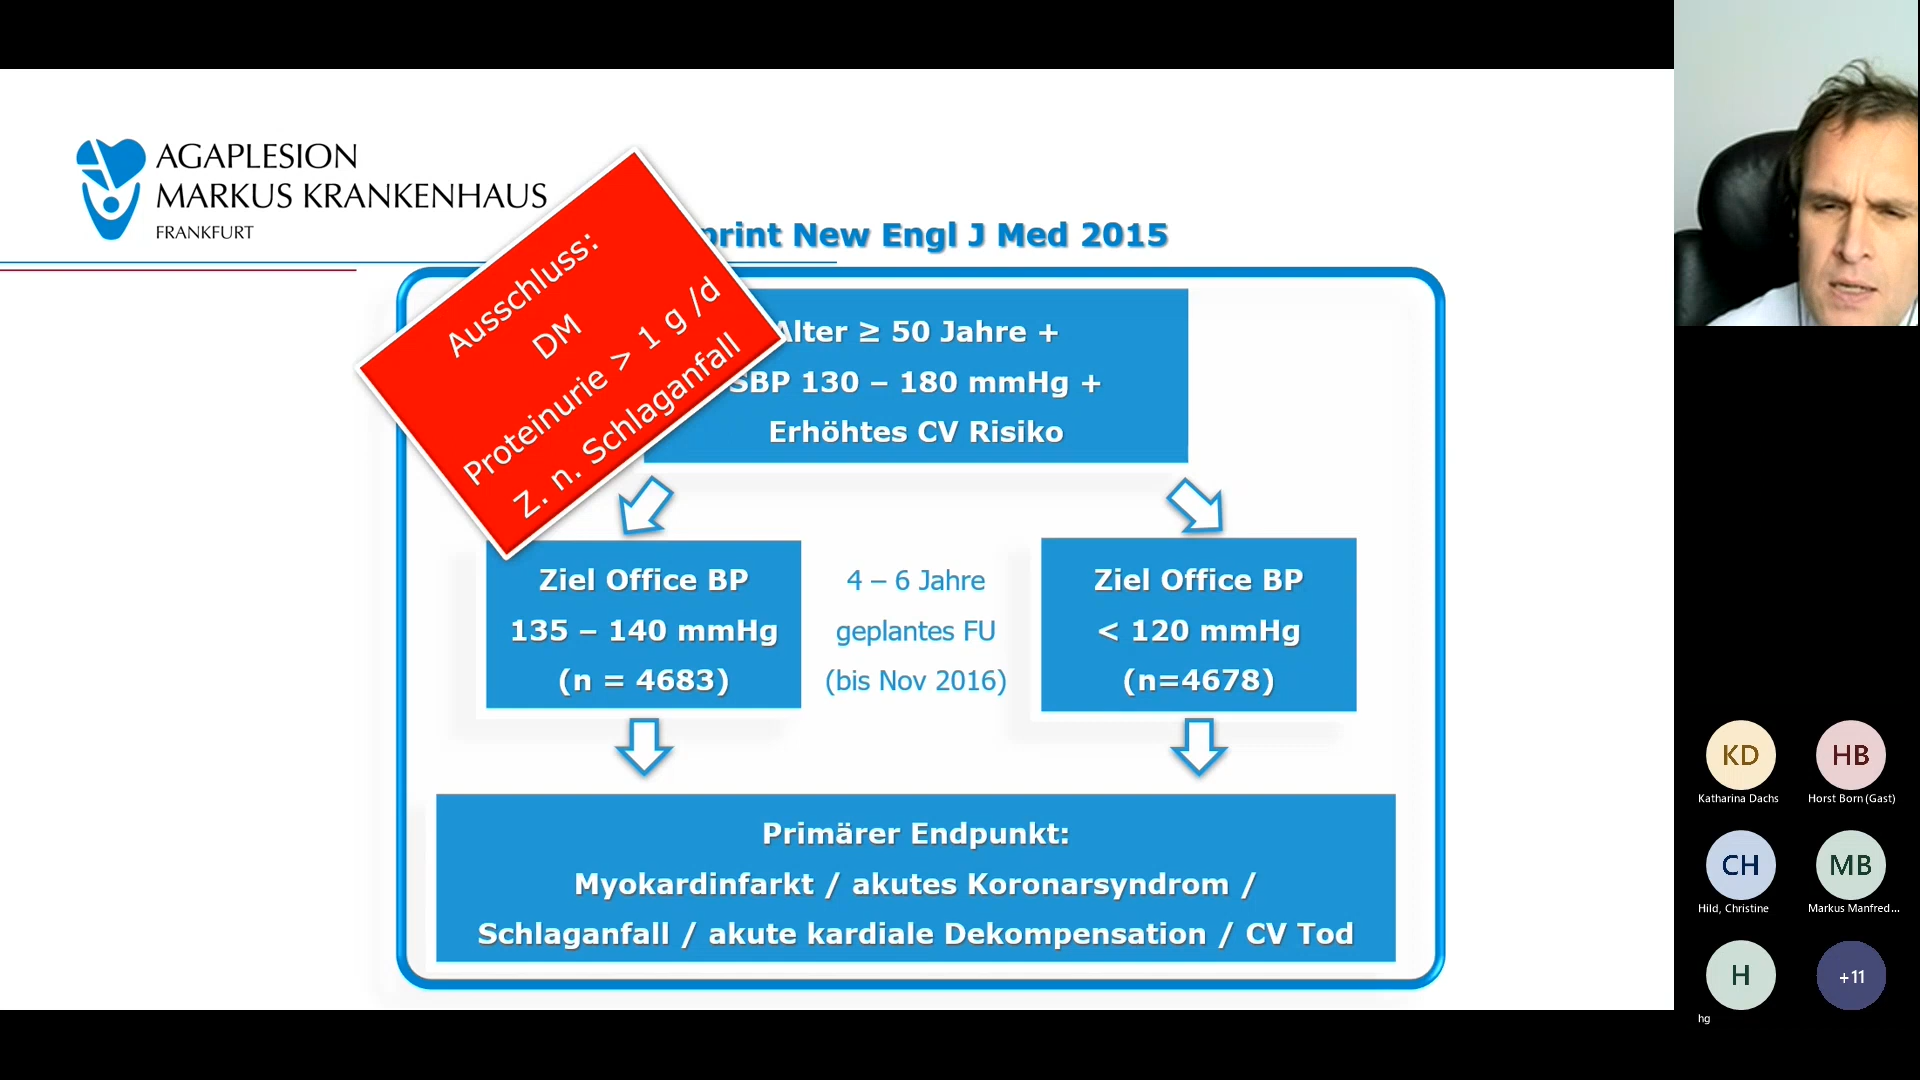 AGAPLESION
MARKUS KRANKENHAUS
FRANKFURT
print New Engl J Med 2015
Ausschluss:
DM
Proteinurie > 1 g /d
Z. n. Schlaganfall
Alter ≥ 50 Jahre +
SBP 130 – 180 mmHg +
Erhöhtes CV Risiko
Ziel Office BP
135 – 140 mmHg
(n = 4683)
4 – 6 Jahre
geplantes FU
(bis Nov 2016)
Ziel Office BP
< 120 mmHg
(n=4678)
Primärer Endpunkt:
Myokardinfarkt / akutes Koronarsyndrom /
Schlaganfall / akute kardiale Dekompensation / CV Tod
KD
Katharina Dachs
HB
Horst Born (Gast)
CH
Hild, Christine
MB
Markus Manfred...
H
hg
+11